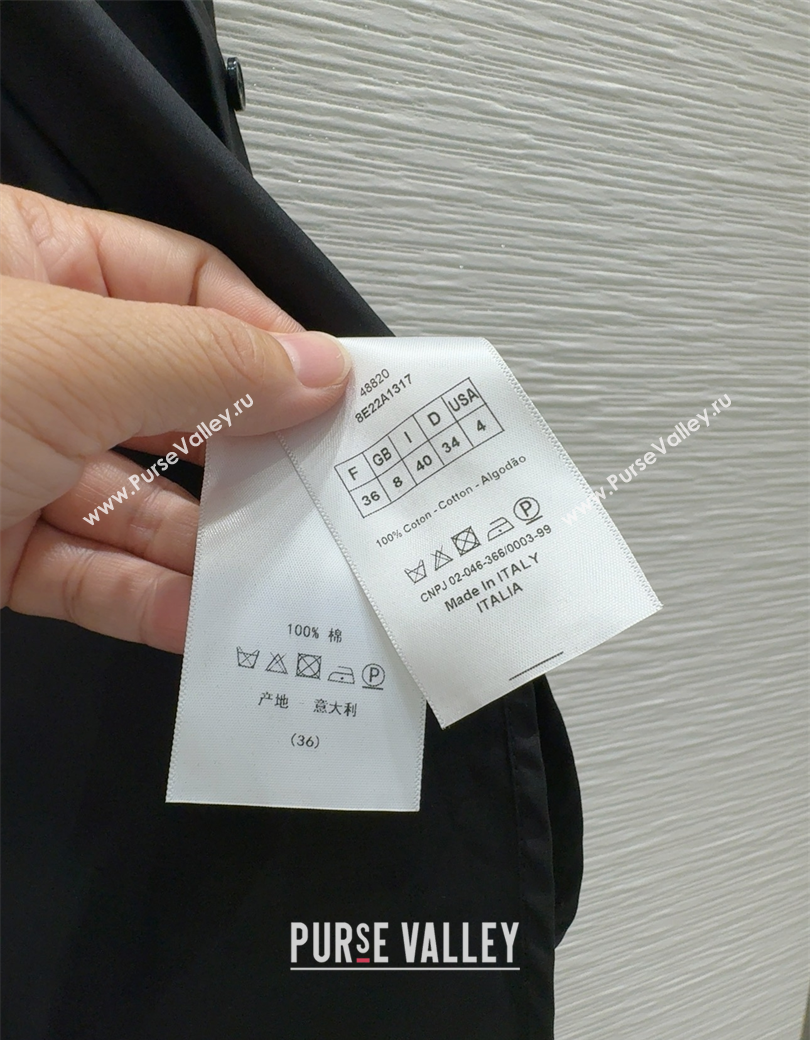 48820
8E22A1317
F GB I D USA
36 8 40 34 4
100% Coton - Cotton - Algodão
P
CNPJ 02-046-366/0003-99
Made In ITALY
ITALIA
100% 棉
P
产地 意大利
(36)
www.PurseValley.ru
www.PurseValley.ru
PURSE VALLEY